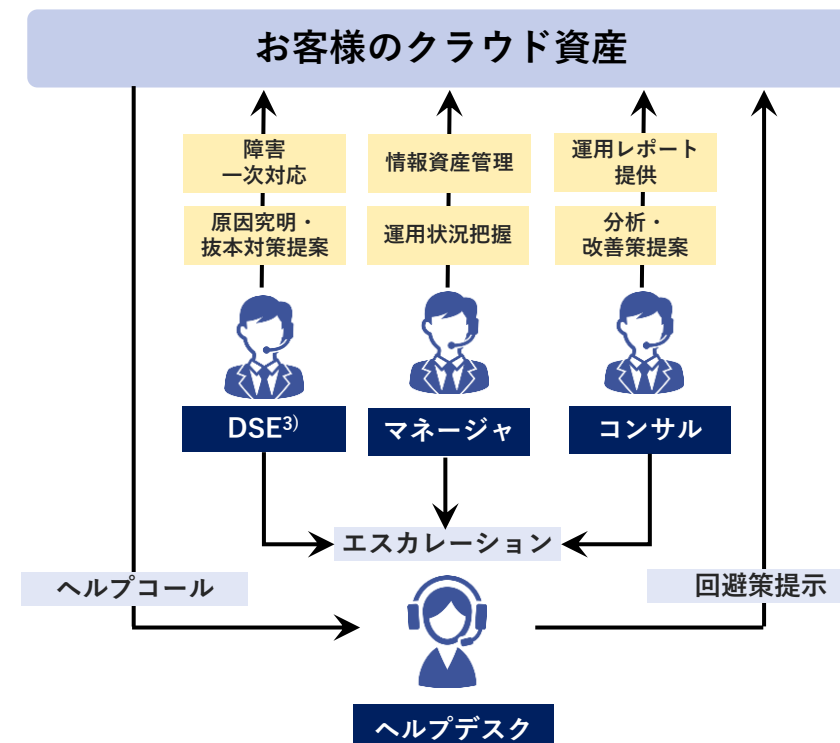 お客様のクラウド資産
障害
一次対応
情報資産管理
運用レポート
提供
原因究明・
抜本対策提案
運用状況把握
分析・
改善策提案
DSE3)
マネージャ
コンサル
エスカレーション
ヘルプコール
回避策提示
ヘルプデスク